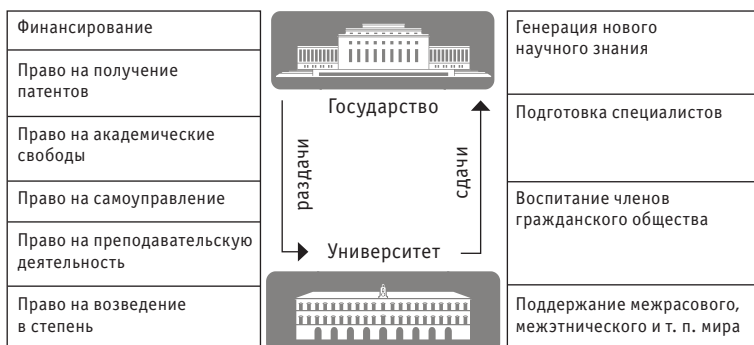 Финансирование
Право на получение
патентов
Право на академические
свободы
Право на самоуправление
Право на преподавательскую
деятельность
Право на возведение
в степень
Государство
раздачи
сдачи
Университет
Генерация нового
научного знания
Подготовка специалистов
Воспитание членов
гражданского общества
Поддержание межрасового,
межэтнического и т. п. мира